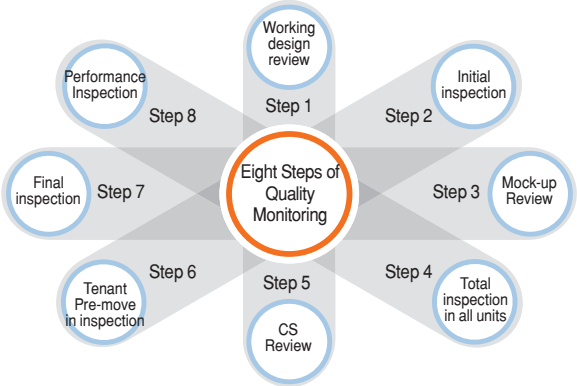 Eight Steps of
Quality
Monitoring
Working
design
review
Step 1
Initial
inspection
Step 2
Mock-up
Review
Step 3
Total
inspection
in all units
Step 4
CS
Review
Step 5
Tenant
Pre-move
in inspection
Step 6
Final
inspection
Step 7
Performance
Inspection
Step 8